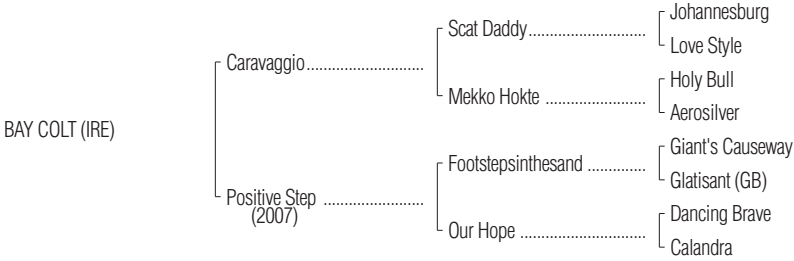 Johannesburg
Scat Daddy............................
Love Style
Caravaggio............................
Holy Bull
Mekko Hokte ........................
Aerosilver
BAY COLT (IRE)
Giant's Causeway
Footstepsinthesand ..............
Glatisant (GB)
Positive Step ........................
(2007)
Dancing Brave
Our Hope ..............................
Calandra